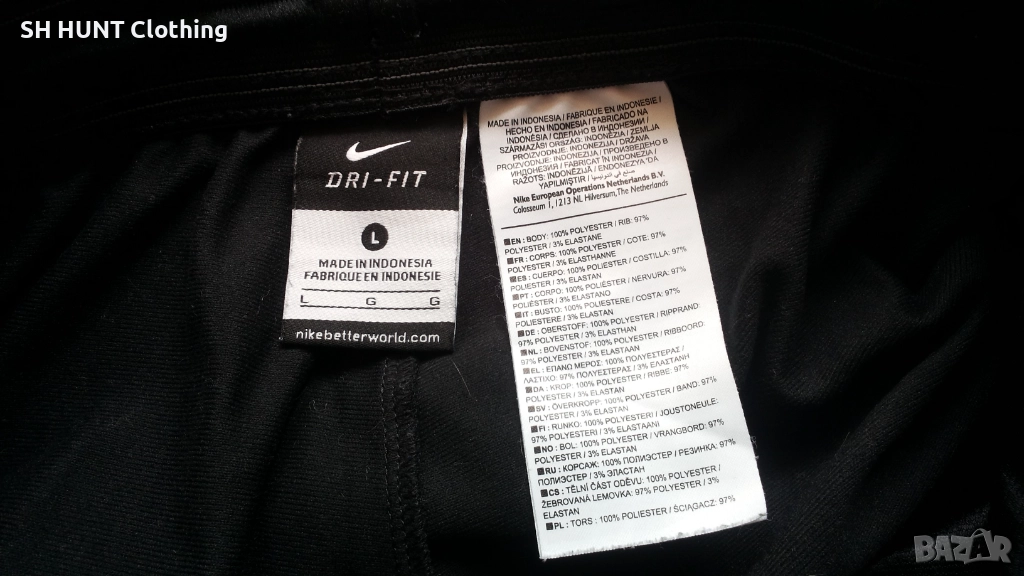 SH HUNT Clothing
DRI-FIT
L
MADE IN INDONESIA
FABRIQUE EN INDONESIE
L G G
nikebetterworld.com
MADE IN INDONESIA / FABRIQUE EN INDONESIE /
HECHO EN INDONESIA / FABRICADO NA
INDONÉSIA / СДЕЛАНО В ИНДОНЕЗИИ /
SZÁRMAZÁSI ORSZÁG: INDONÉZIA / ZEMLJA
PROIZVODNJE: INDONEZIJA / DRŽAVA
PROIZVODNJE: INDONEZIJA / ПРОИЗВЕДЕНО В
ИНДОНЕЗИЯ / FABRICAT ÎN INDONEZIA /
RAŽOTS: INDONĒZIJĀ / ENDONEZYA 'DA
YAPILMIŞTIR /
Nike European Operations Netherlands B.V.
Colosseum 1, 1213 NL Hilversum, The Netherlands
EN: BODY: 100% POLYESTER / RIB: 97%
POLYESTER / 3% ELASTANE
FR : CORPS: 100% POLYESTER / COTE: 97%
POLYESTER / 3% ELASTHANNE
ES : CUERPO: 100% POLIÉSTER / COSTILLA: 97%
POLIESTER / 3% ELASTAN
PT : CORPO: 100% POLIÉSTER / NERVURA: 97%
POLIÉSTER / 3% ELASTANO
IT : BUSTO: 100% POLIESTERE / COSTA: 97%
POLIESTERE / 3% ELASTAN
DE : OBERSTOFF: 100% POLYESTER / RIPPRAND:
97% POLYESTER / 3% ELASTHAN
NL : BOVENSTOF: 100% POLYESTER / RIBBOORD:
97% POLYESTER / 3% ELASTAAN
EL : ΕΠΑΝΩ ΜΕΡΟΣ: 100% ΠΟΛΥΕΣΤΕΡΑΣ /
ΛΑΣΤΙΧΟ: 97% ΠΟΛΥΕΣΤΕΡΑΣ / 3% ΕΛΑΣΤΑΝΗ
DA : KROP: 100% POLYESTER / RIBBE: 97%
POLYESTER / 3% ELASTAN
SV : ÖVERKROPP: 100% POLYESTER / BAND: 97%
POLYESTER / 3% ELASTAN
FI : RUNKO: 100% POLYESTERI / JOUSTONEULE:
97% POLYESTERI / 3% ELASTAANI
NO : BOL: 100% POLYESTER / VRANGBORD: 97%
POLYESTER / 3% ELASTAN
RU : КОРСАЖ: 100% ПОЛИЭСТЕР / РЕЗИНКА: 97%
ПОЛИЭСТЕР / 3% ЭЛАСТАН
CS : TĚLNÍ ČÁST ODĚVU: 100% POLYESTER /
ŽEBROVANÁ LEMOVKA: 97% POLYESTER / 3%
ELASTAN
PL : TORS : 100% POLIESTER / ŚCIĄGACZ: 97%
BAZAR